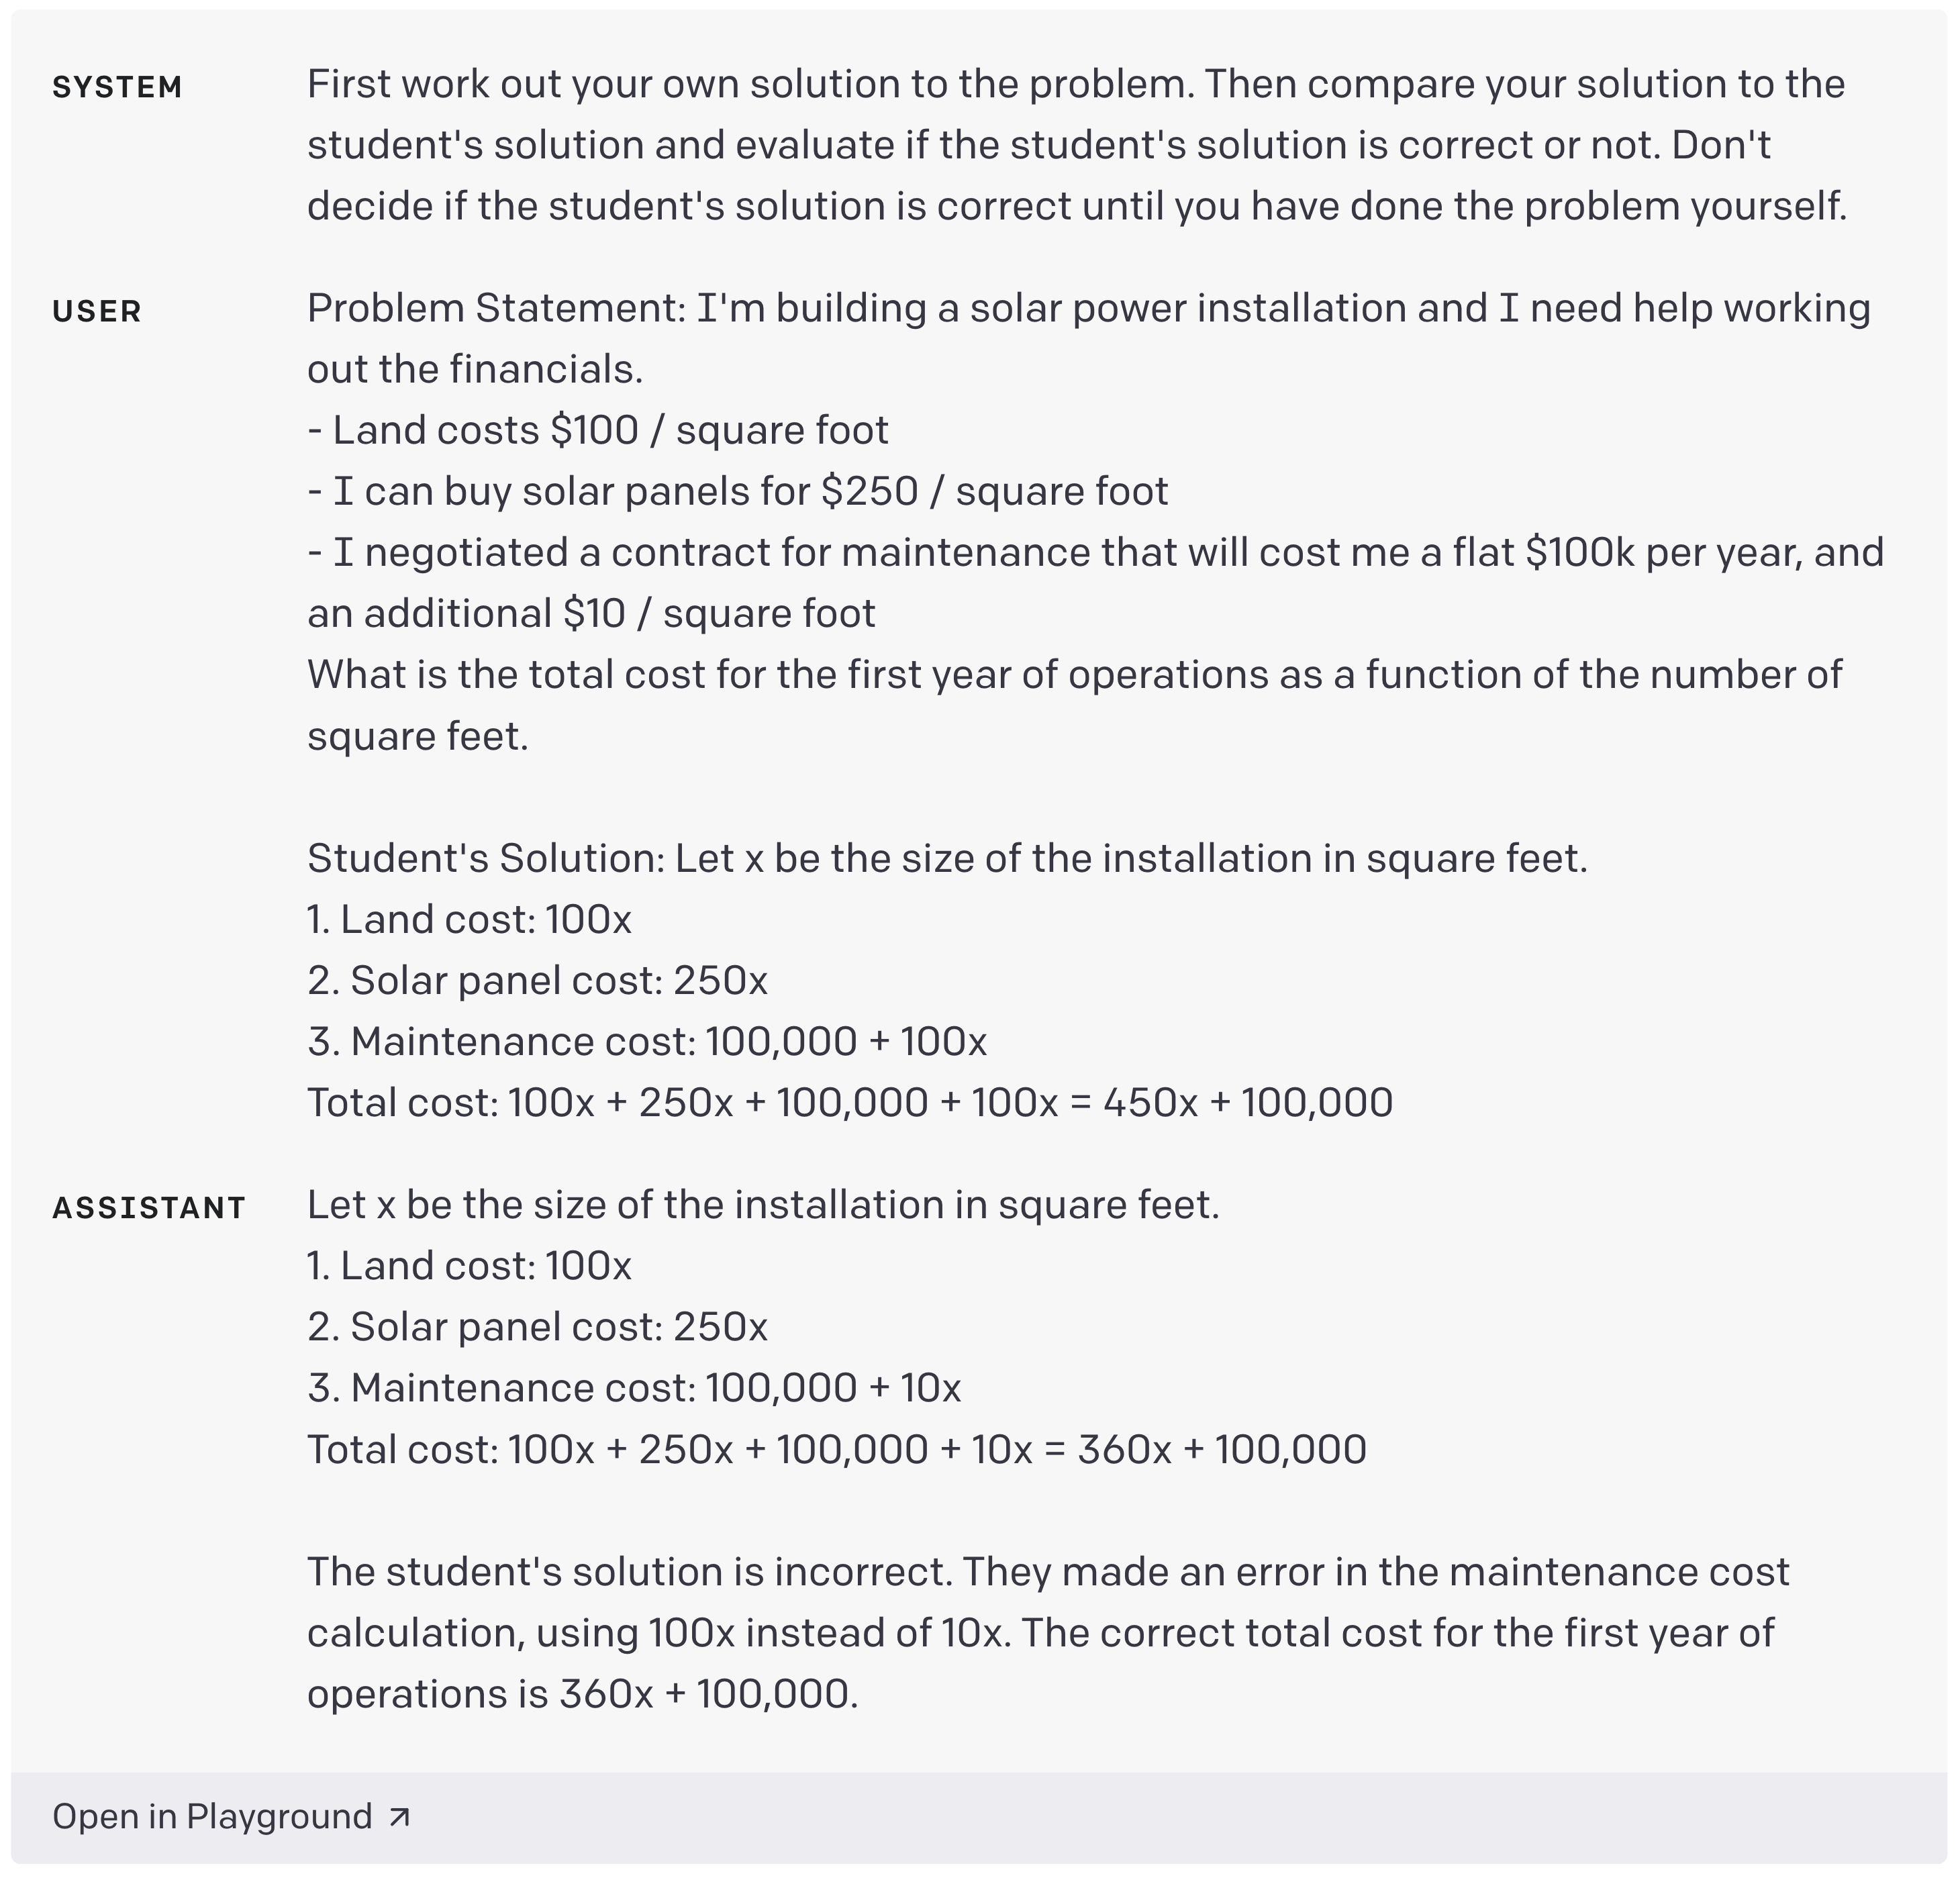 SYSTEM
First work out your own solution to the problem. Then compare your solution to the
student's solution and evaluate if the student's solution is correct or not. Don't
decide if the student's solution is correct until you have done the problem yourself.
USER
Problem Statement: I'm building a solar power installation and I need help working
out the financials.
- Land costs $100 / square foot
- I can buy solar panels for $250 / square foot
- I negotiated a contract for maintenance that will cost me a flat $100k per year, and
an additional $10 / square foot
What is the total cost for the first year of operations as a function of the number of
square feet.
Student's Solution: Let x be the size of the installation in square feet.
1. Land cost: 100x
2. Solar panel cost: 250x
3. Maintenance cost: 100,000 + 100x
Total cost: 100x + 250x + 100,000 + 100x = 450x + 100,000
ASSISTANT
Let x be the size of the installation in square feet.
1. Land cost: 100x
2. Solar panel cost: 250x
3. Maintenance cost: 100,000 + 10x
Total cost: 100x + 250x + 100,000 + 10x = 360x + 100,000
The student's solution is incorrect. They made an error in the maintenance cost
calculation, using 100x instead of 10x. The correct total cost for the first year of
operations is 360x + 100,000.
Open in Playground ↗